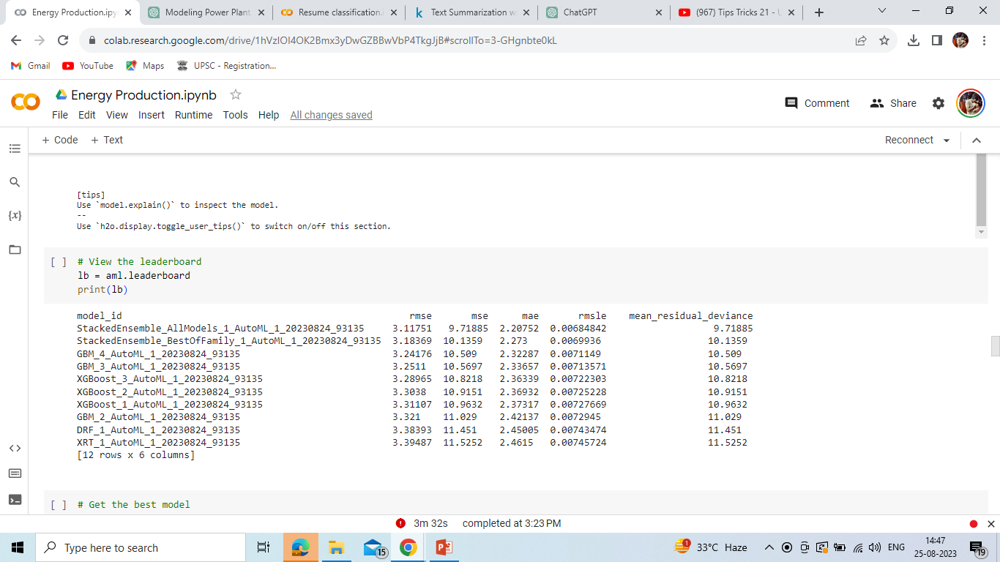 Energy Production.ipy
Modeling Power Plant
Resume classification.
Text Summarization w
ChatGPT
(967) Tips Tricks 21 -
colab.research.google.com/drive/1hVzlOI4OK2Bmx3yDwGZBBwVbP4TkgJjB#scrollTo=3-GHgnbte0kL
Gmail
YouTube
Maps
UPSC - Registration...
Energy Production.ipynb
Comment
Share
File Edit View Insert Runtime Tools Help All changes saved
+ Code + Text
Reconnect
{x}
[tips]
Use `model.explain()` to inspect the model.
--
Use `h2o.display.toggle_user_tips()` to switch on/off this section.
[ ] # View the leaderboard
lb = aml.leaderboard
print(lb)
model_id rmse mse mae rmsle mean_residual_deviance
StackedEnsemble_AllModels_1_AutoML_1_20230824_93135 3.11751 9.71885 2.20752 0.00684842 9.71885
StackedEnsemble_BestOfFamily_1_AutoML_1_20230824_93135 3.18369 10.1359 2.273 0.0069936 10.1359
GBM_4_AutoML_1_20230824_93135 3.24176 10.509 2.32287 0.0071149 10.509
GBM_3_AutoML_1_20230824_93135 3.2511 10.5697 2.33657 0.00713571 10.5697
XGBoost_3_AutoML_1_20230824_93135 3.28965 10.8218 2.36339 0.00722303 10.8218
XGBoost_2_AutoML_1_20230824_93135 3.3038 10.9151 2.36932 0.00725228 10.9151
XGBoost_1_AutoML_1_20230824_93135 3.31107 10.9632 2.37317 0.00727669 10.9632
GBM_2_AutoML_1_20230824_93135 3.321 11.029 2.42137 0.0072945 11.029
DRF_1_AutoML_1_20230824_93135 3.38393 11.451 2.45005 0.00743474 11.451
XRT_1_AutoML_1_20230824_93135 3.39487 11.5252 2.4615 0.00745724 11.5252
[12 rows x 6 columns]
[ ] # Get the best model
3m 32s completed at 3:23 PM
Type here to search
15
1
33°C Haze
ENG
14:47
25-08-2023
19